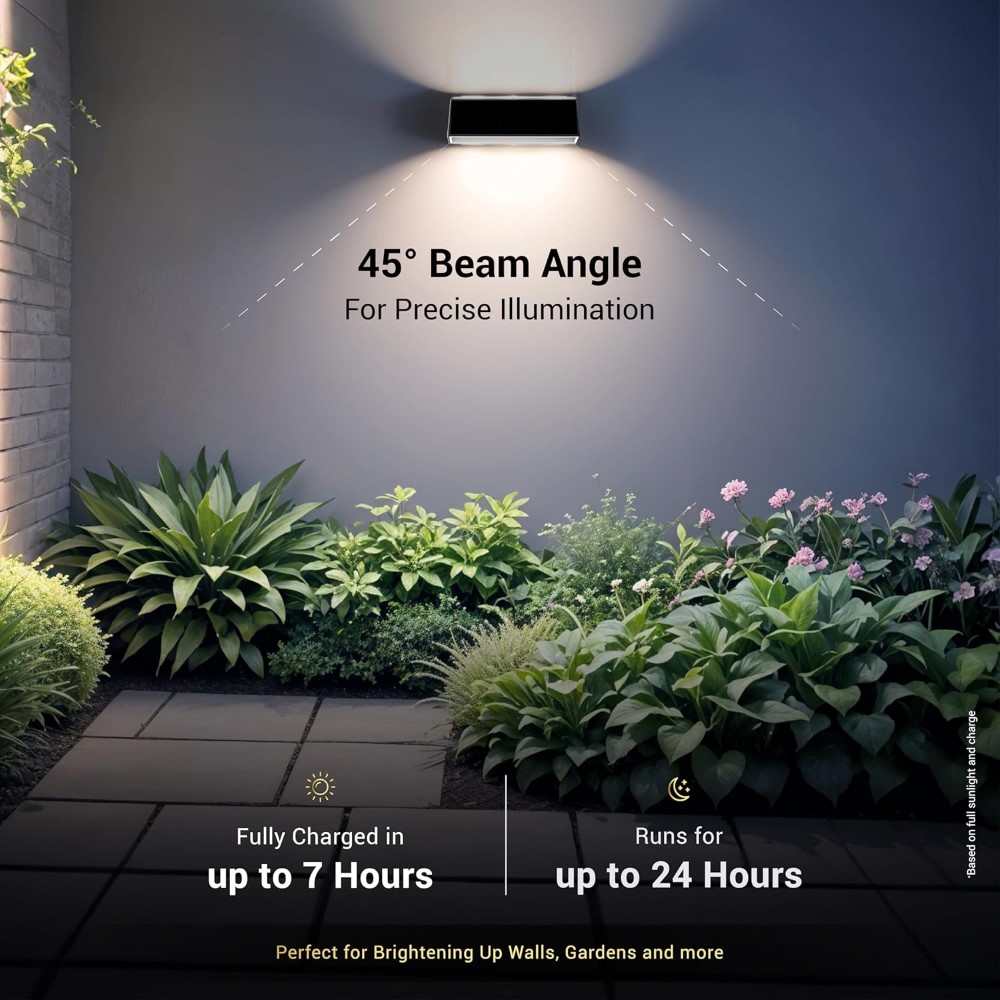 45° Beam Angle
For Precise Illumination
Fully Charged in
up to 7 Hours
Runs for
up to 24 Hours
*Based on full sunlight and charge
Perfect for Brightening Up Walls, Gardens and more